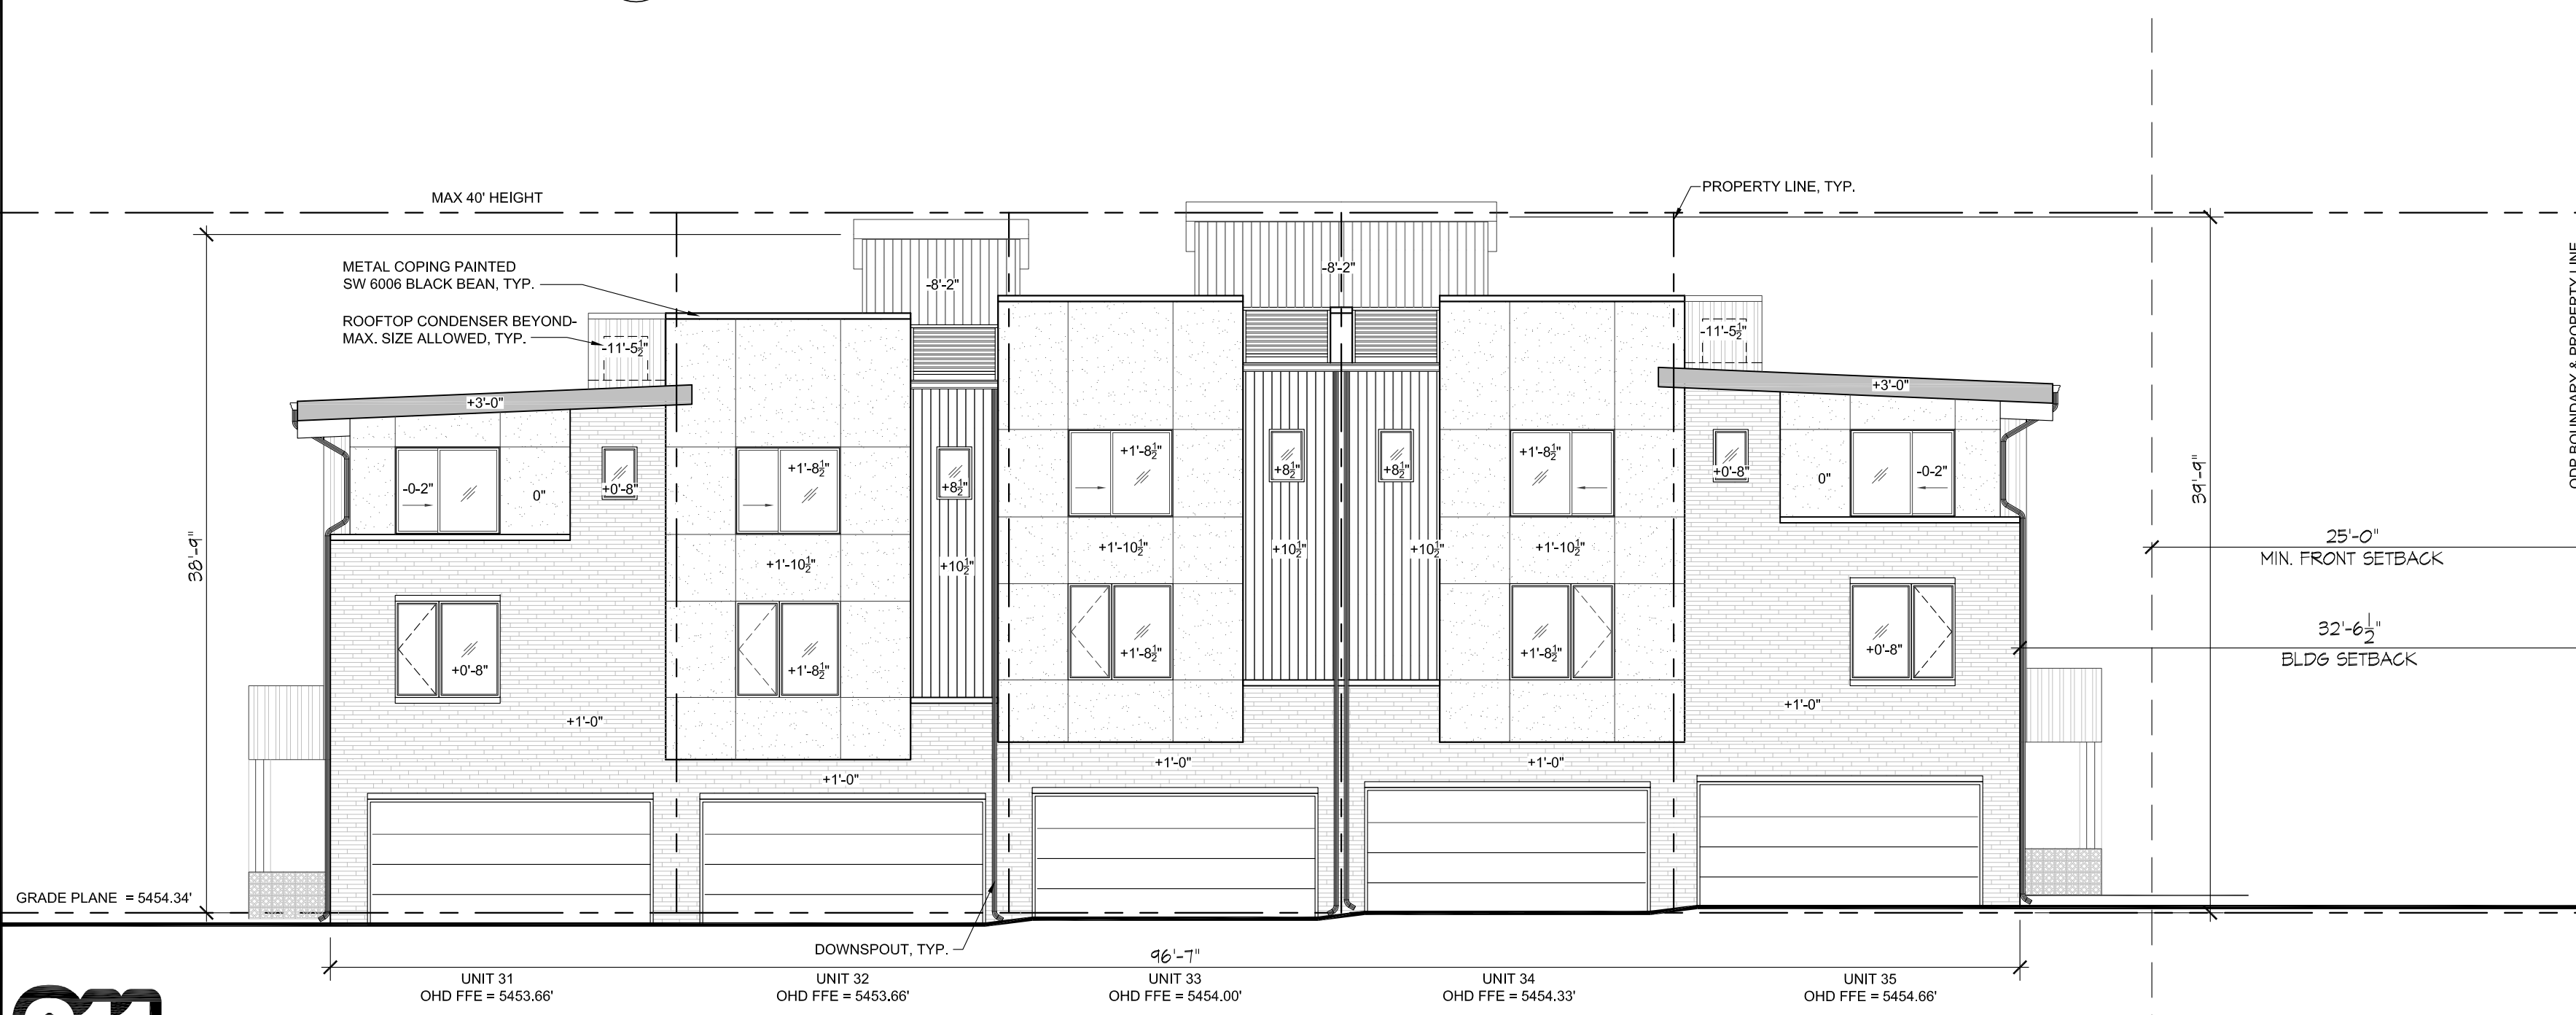 MAX 40' HEIGHT
PROPERTY LINE, TYP.
METAL COPING PAINTED
SW 6006 BLACK BEAN, TYP.
ROOFTOP CONDENSER BEYOND-
MAX. SIZE ALLOWED, TYP.
-8'-2"
-8'-2"
-11'-5½"
-11'-5½"
+3'-0"
+3'-0"
ODP BOUNDARY & PROPERTY LINE
-0-2"
0"
+0'-8"
+1'-8½"
+8½"
+1'-8½"
+8½"
+8½"
+1'-8½"
+0'-8"
0"
-0-2"
38'-9"
39'-9"
+1'-10½"
+10½"
+1'-10½"
+10½"
+10½"
+1'-10½"
25'-0"
MIN. FRONT SETBACK
32'-6½"
BLDG SETBACK
+0'-8"
+1'-8½"
+1'-8½"
+1'-8½"
+0'-8"
+1'-0"
+1'-0"
+1'-0"
+1'-0"
+1'-0"
GRADE PLANE = 5454.34'
DOWNSPOUT, TYP.
96'-7"
UNIT 31
OHD FFE = 5453.66'
UNIT 32
OHD FFE = 5453.66'
UNIT 33
OHD FFE = 5454.00'
UNIT 34
OHD FFE = 5454.33'
UNIT 35
OHD FFE = 5454.66'